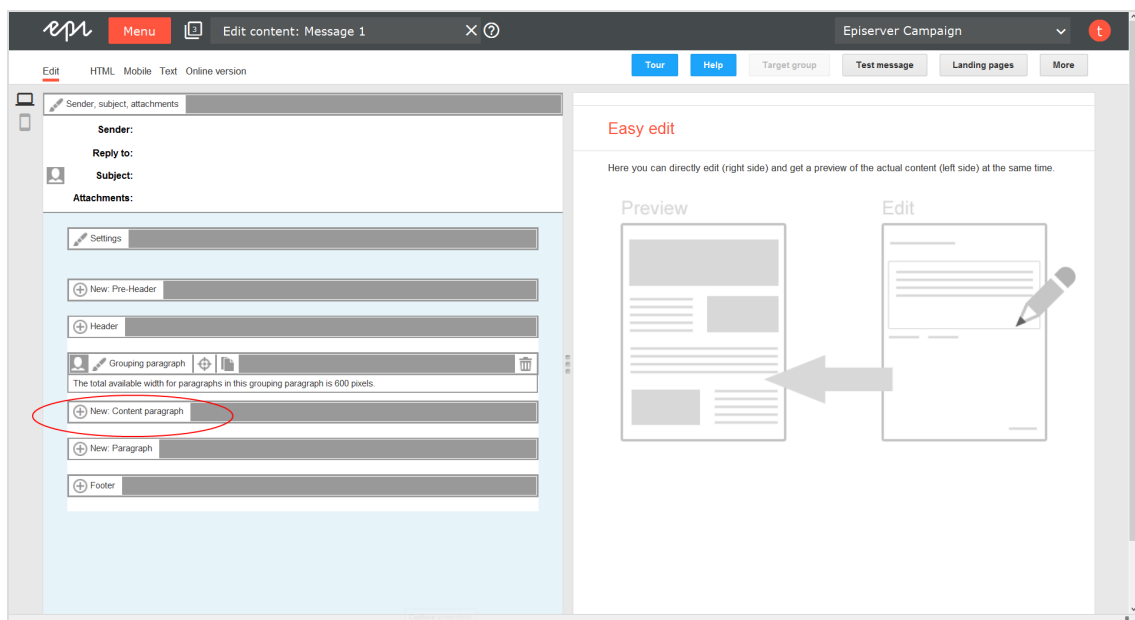 epi Menu 3 Edit content: Message 1 Episerver Campaign t
Edit HTML Mobile Text Online version Tour Help Target group Test message Landing pages More
Sender, subject, attachments
Sender:
Reply to:
Subject:
Attachments:
Settings
New: Pre-Header
Header
Grouping paragraph
The total available width for paragraphs in this grouping paragraph is 600 pixels.
New: Content paragraph
New: Paragraph
Footer
Easy edit
Here you can directly edit (right side) and get a preview of the actual content (left side) at the same time.
Preview Edit